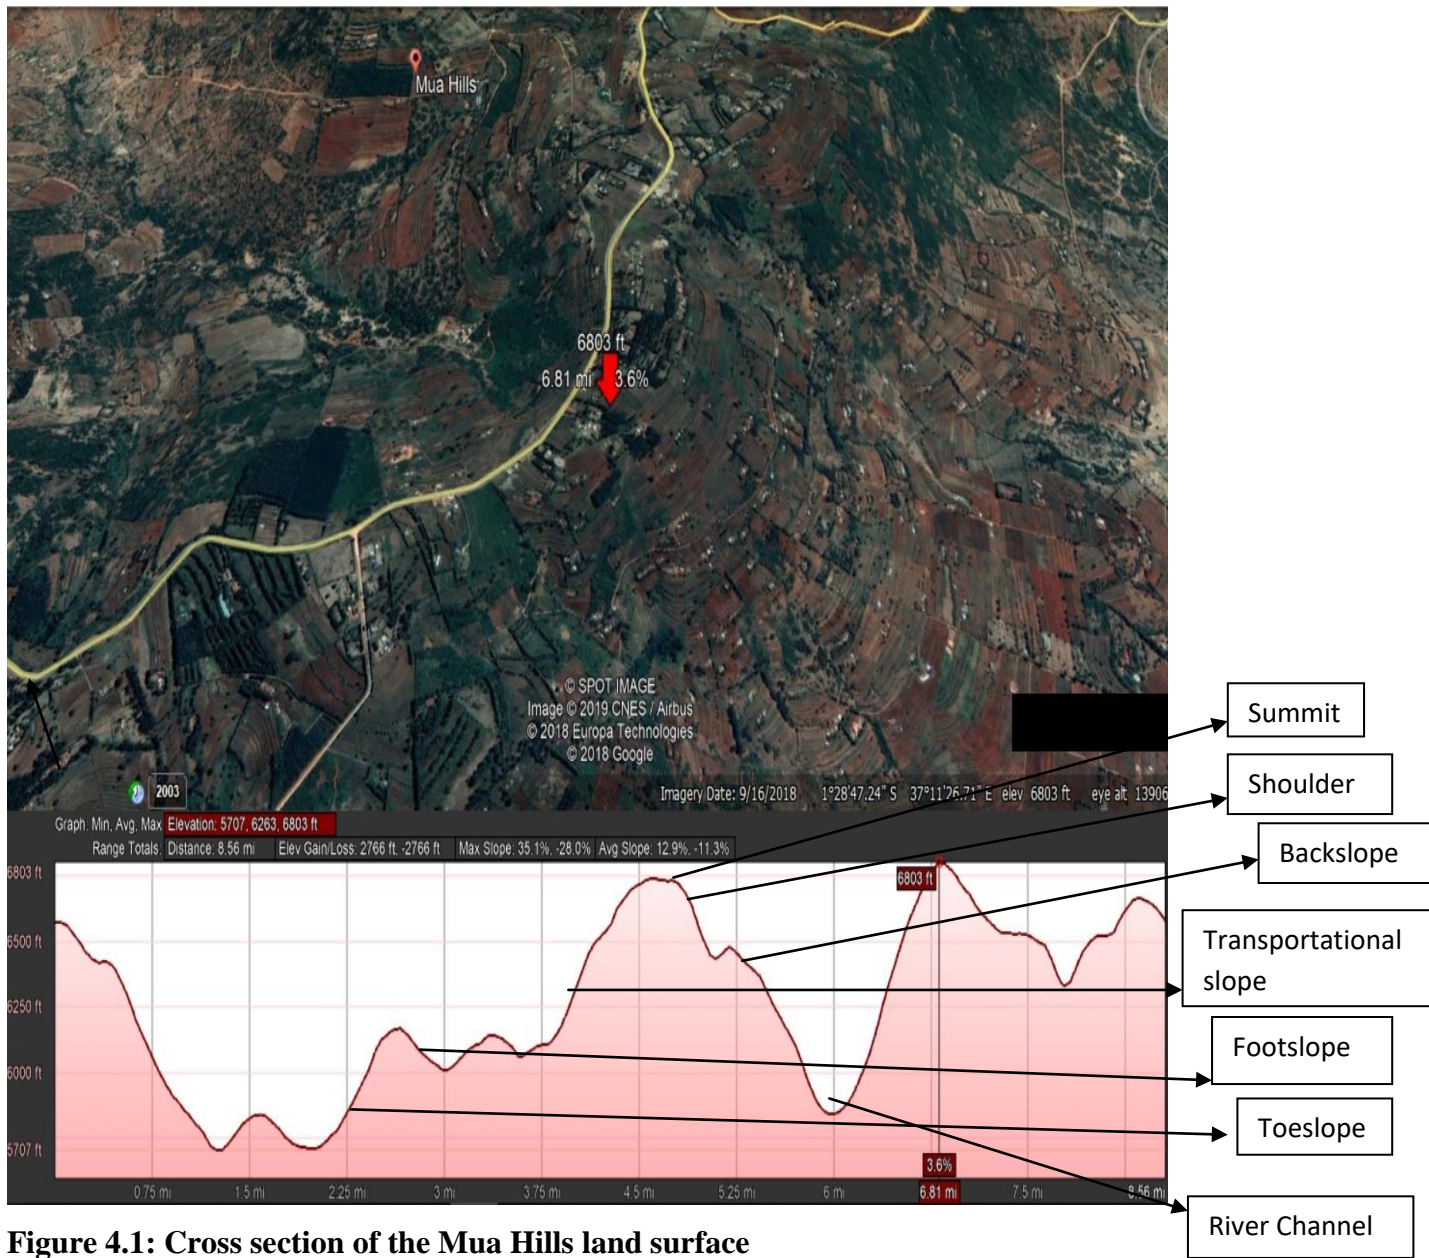 Mua Hills
6803 ft
6.81 mi 3.6%
© SPOT IMAGE
Image © 2019 CNES / Airbus
© 2018 Europa Technologies
© 2018 Google
2003
Imagery Date: 9/16/2018 1°28'47.24" S 37°11'26.71" E elev 6803 ft eye alt 13906
Summit
Shoulder
Backslope
Transportational
slope
Footslope
Toeslope
River Channel
Graph: Min, Avg, Max Elevation: 5707, 6263, 6803 ft
Range Totals: Distance: 8.56 mi Elev Gain/Loss: 2766 ft, -2766 ft Max Slope: 35.1%, -28.0% Avg Slope: 12.9%, -11.3%
6803 ft
6803 ft
6500 ft
6250 ft
6000 ft
5707 ft
3.6%
0.75 mi 1.5 mi 2.25 mi 3 mi 3.75 mi 4.5 mi 5.25 mi 6 mi 6.81 mi 7.5 mi 8.56 mi
Figure 4.1: Cross section of the Mua Hills land surface